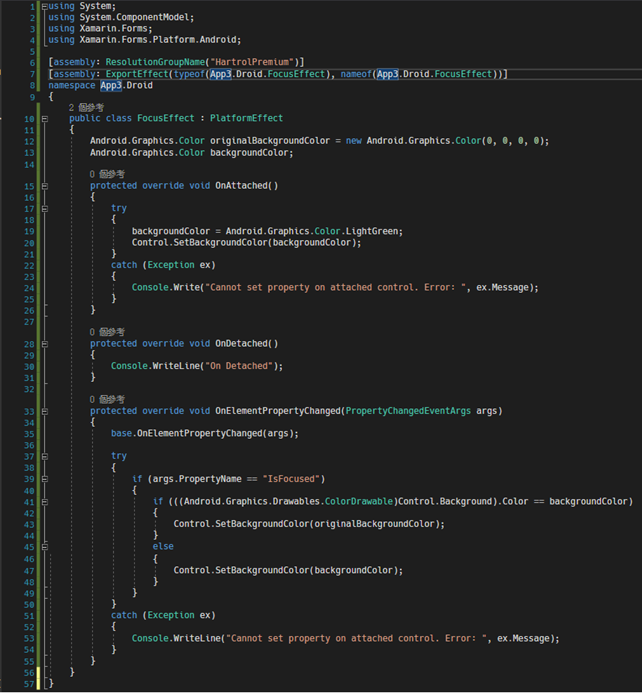 1 using System;
2 using System.ComponentModel;
3 using Xamarin.Forms;
4 using Xamarin.Forms.Platform.Android;
5
6 [assembly: ResolutionGroupName("HartrolPremium")]
7 [assembly: ExportEffect(typeof(App3.Droid.FocusEffect), nameof(App3.Droid.FocusEffect))]
8 namespace App3.Droid
9 {
2 個參考
10 public class FocusEffect : PlatformEffect
11 {
12 Android.Graphics.Color originalBackgroundColor = new Android.Graphics.Color(0, 0, 0, 0);
13 Android.Graphics.Color backgroundColor;
14
0 個參考
15 protected override void OnAttached()
16 {
17 try
18 {
19 backgroundColor = Android.Graphics.Color.LightGreen;
20 Control.SetBackgroundColor(backgroundColor);
21 }
22 catch (Exception ex)
23 {
24 Console.Write("Cannot set property on attached control. Error: ", ex.Message);
25 }
26 }
27
0 個參考
28 protected override void OnDetached()
29 {
30 Console.WriteLine("On Detached");
31 }
32
0 個參考
33 protected override void OnElementPropertyChanged(PropertyChangedEventArgs args)
34 {
35 base.OnElementPropertyChanged(args);
36
37 try
38 {
39 if (args.PropertyName == "IsFocused")
40 {
41 if (((Android.Graphics.Drawables.ColorDrawable)Control.Background).Color == backgroundColor)
42 {
43 Control.SetBackgroundColor(originalBackgroundColor);
44 }
45 else
46 {
47 Control.SetBackgroundColor(backgroundColor);
48 }
49 }
50 }
51 catch (Exception ex)
52 {
53 Console.WriteLine("Cannot set property on attached control. Error: ", ex.Message);
54 }
55 }
56 }
57 }